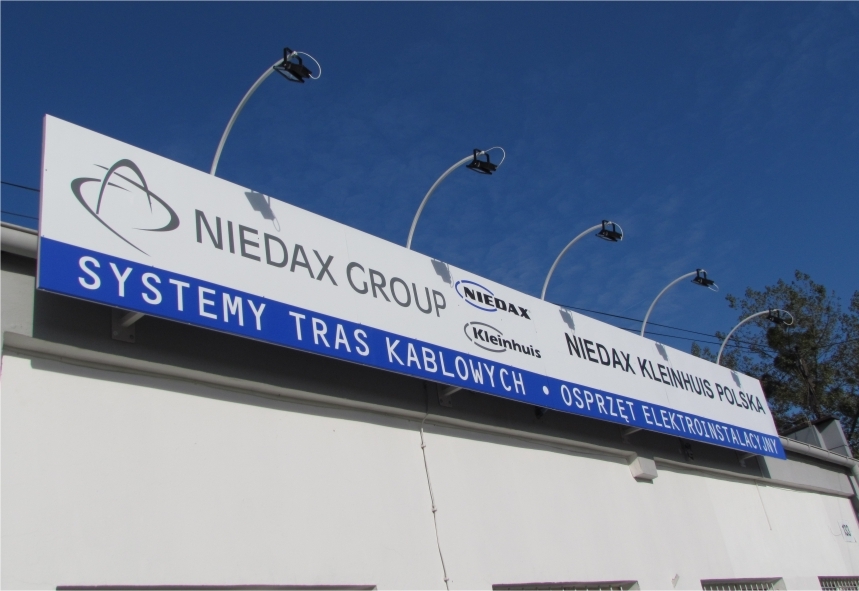 NIEDAX GROUP
NIEDAX
Kleinhuis
NIEDAX KLEINHUIS POLSKA
SYSTEMY TRAS KABLOWYCH • OSPRZĘT ELEKTROINSTALACYJNY